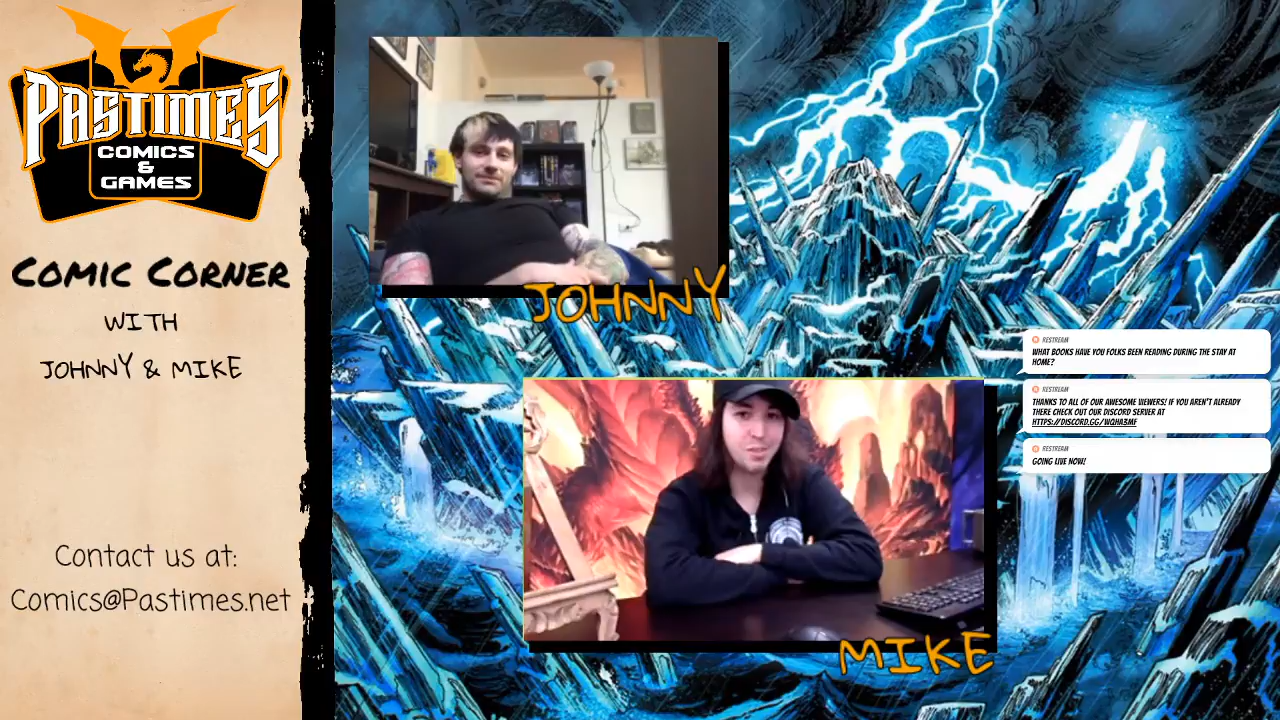 PASTIMES
COMICS
&
GAMES
COMIC CORNER
WITH
JOHNNY & MIKE
Contact us at:
Comics@Pastimes.net
JOHNNY
MIKE
RESTREAM
WHAT BOOKS HAVE YOU FOLKS BEEN READING DURING THE STAY AT
HOME?
RESTREAM
THANKS TO ALL OF OUR AWESOME VIEWERS! IF YOU AREN'T ALREADY
THERE CHECK OUT OUR DISCORD SERVER AT
HTTPS://DISCORD.GG/WQHA3MF
RESTREAM
GOING LIVE NOW!